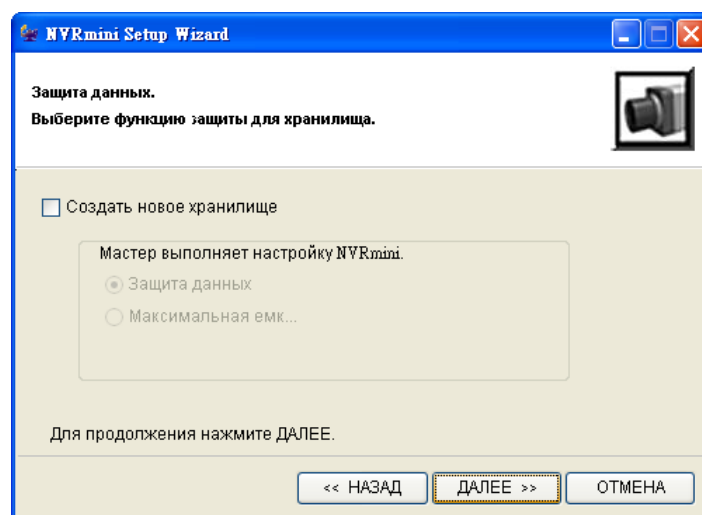 NVRmini Setup Wizard
Защита данных.
Выберите функцию защиты для хранилища.
Создать новое хранилище
Мастер выполняет настройку NVRmini.
Защита данных
Максимальная емк...
Для продолжения нажмите ДАЛЕЕ.
<< НАЗАД ДАЛЕЕ >> ОТМЕНА